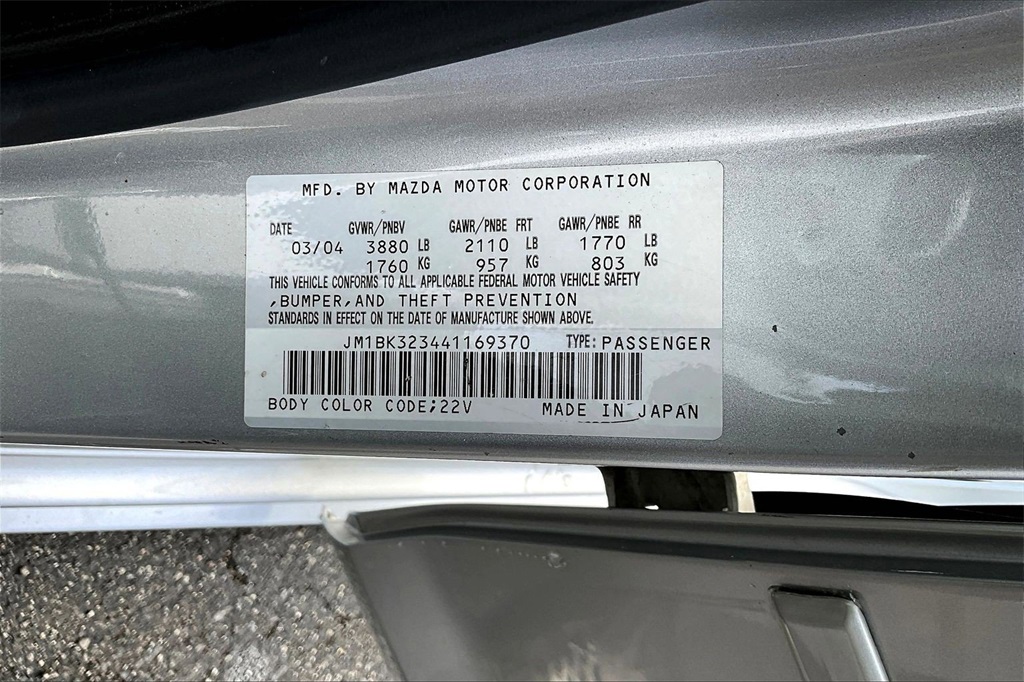 MFD. BY MAZDA MOTOR CORPORATION
DATE GVWR/PNBV GAWR/PNBE FRT GAWR/PNBE RR
03/04 3880 LB 2110 LB 1770 LB
1760 KG 957 KG 803 KG
THIS VEHICLE CONFORMS TO ALL APPLICABLE FEDERAL MOTOR VEHICLE SAFETY
,BUMPER,AND THEFT PREVENTION
STANDARDS IN EFFECT ON THE DATE OF MANUFACTURE SHOWN ABOVE.
JM1BK323441169370 TYPE: PASSENGER
BODY COLOR CODE;22V MADE IN JAPAN